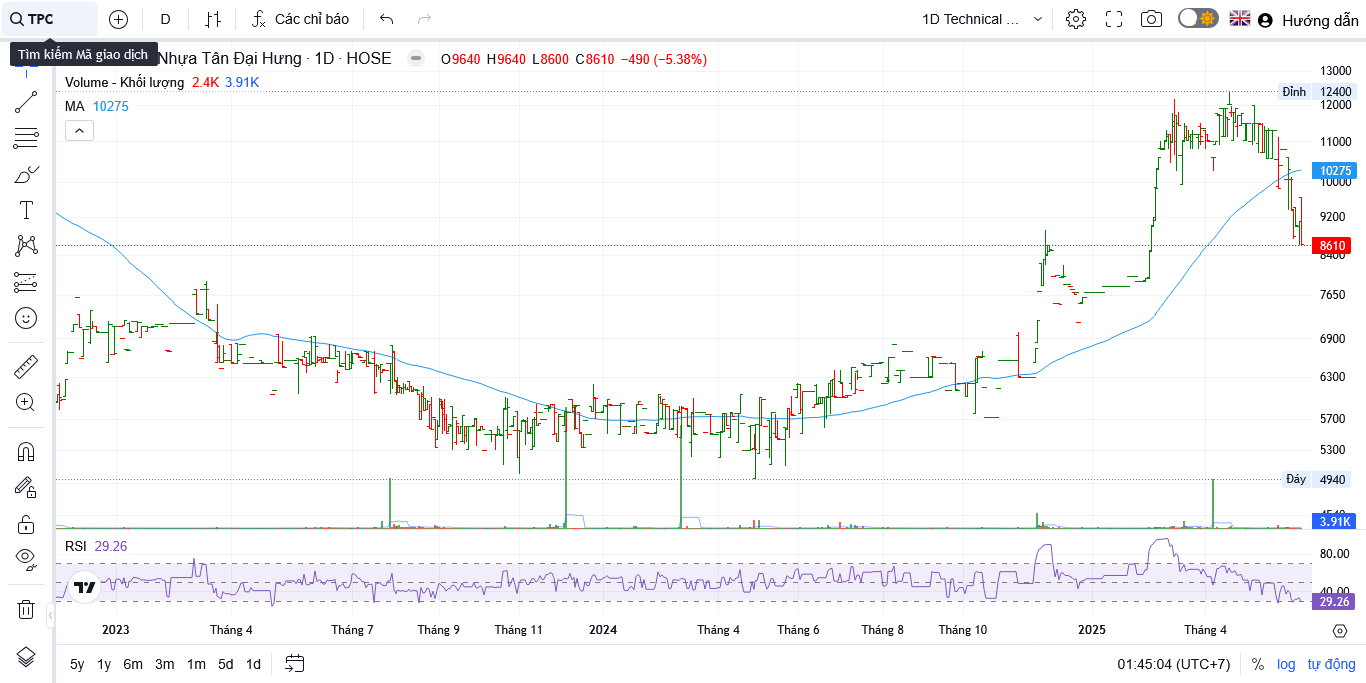 TPC
D
Các chỉ báo
1D Technical ...
Hướng dẫn
Tìm kiếm Mã giao dịch
Nhựa Tân Đại Hưng · 1D · HOSE
O9640 H9640 L8600 C8610 −490 (−5.38%)
Volume - Khối lượng 2.4K 3.91K
MA 10275
13000
Đỉnh 12400
12000
11000
10275
10000
9200
8610
8400
7650
6900
6300
5700
5300
Đáy 4940
3.91K
RSI 29.26
80.00
40.00
29.26
2023 Tháng 4 Tháng 7 Tháng 9 Tháng 11 2024 Tháng 4 Tháng 6 Tháng 8 Tháng 10 2025 Tháng 4
5y 1y 6m 3m 1m 5d 1d
01:45:04 (UTC+7) % log tự động